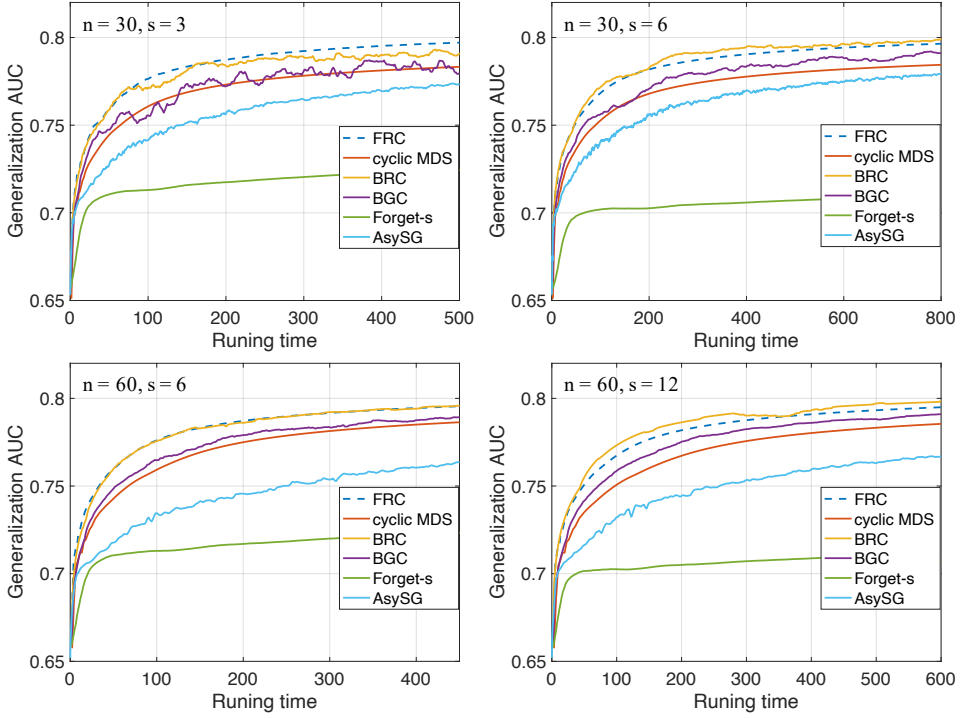 n = 30, s = 3
Generalization AUC
0.8
0.75
0.7
0.65
FRC
cyclic MDS
BRC
BGC
Forget-s
AsySG
0 100 200 300 400 500
Runing time
n = 30, s = 6
Generalization AUC
0.8
0.75
0.7
0.65
FRC
cyclic MDS
BRC
BGC
Forget-s
AsySG
0 200 400 600 800
Runing time
n = 60, s = 6
Generalization AUC
0.8
0.75
0.7
0.65
FRC
cyclic MDS
BRC
BGC
Forget-s
AsySG
0 100 200 300 400
Runing time
n = 60, s = 12
Generalization AUC
0.8
0.75
0.7
0.65
FRC
cyclic MDS
BRC
BGC
Forget-s
AsySG
0 100 200 300 400 500 600
Runing time